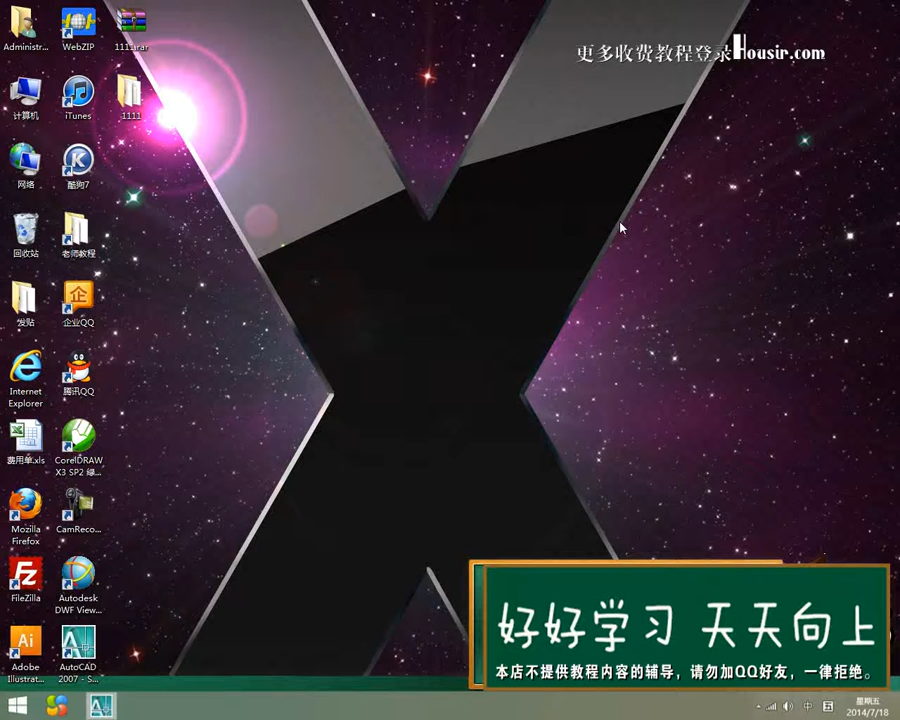 更多收费教程登录Housir.com
Administr...
WebZIP
1111.rar
计算机
iTunes
1111
网络
酷狗7
回收站
老师教程
发贴
企业QQ
Internet Explorer
腾讯QQ
费用单.xls
CorelDRAW X3 SP2 绿...
Mozilla Firefox
CamReco...
FileZilla
Autodesk DWF View...
Adobe Illustrat...
AutoCAD 2007 - S...
好好学习 天天向上
本店不提供教程内容的辅导，请勿加QQ好友，一律拒绝。
中
五
星期五
2014/7/18